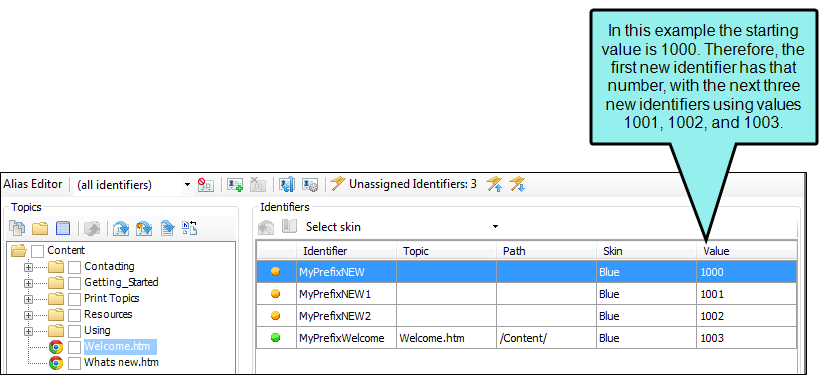 In this example the starting
value is 1000. Therefore, the
first new identifier has that
number, with the next three
new identifiers using values
1001, 1002, and 1003.
Alias Editor (all identifiers) Unassigned Identifiers: 3
Topics
Identifiers
Select skin
Content
Contacting
Getting_Started
Print Topics
Resources
Using
Welcome.htm
Whats new.htm
Identifier Topic Path Skin Value
MyPrefixNEW Blue 1000
MyPrefixNEW1 Blue 1001
MyPrefixNEW2 Blue 1002
MyPrefixWelcome Welcome.htm /Content/ Blue 1003